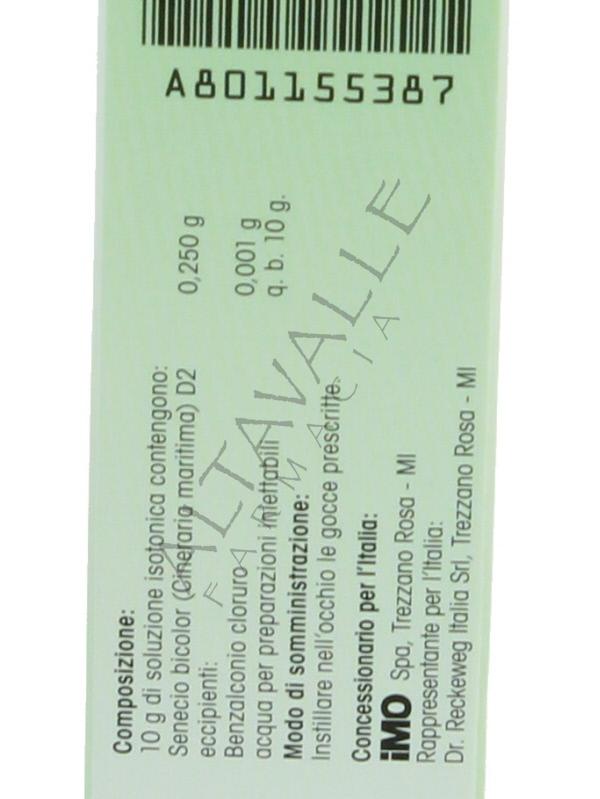 A801155387
Composizione:
10 g di soluzione isotonica contengono:
Senecio bicolor (Cineraria maritima) D2 0,250 g
eccipienti:
Benzalconio cloruro 0,001 g
acqua per preparazioni iniettabili q. b. 10 g.
Modo di somministrazione:
Instillare nell'occhio le gocce prescritte.
Concessionario per l'Italia:
iMO Spa, Trezzano Rosa - MI
Rappresentante per l'Italia:
Dr. Reckeweg Italia Srl, Trezzano Rosa - MI
ALTAVALLE
FARMACIA